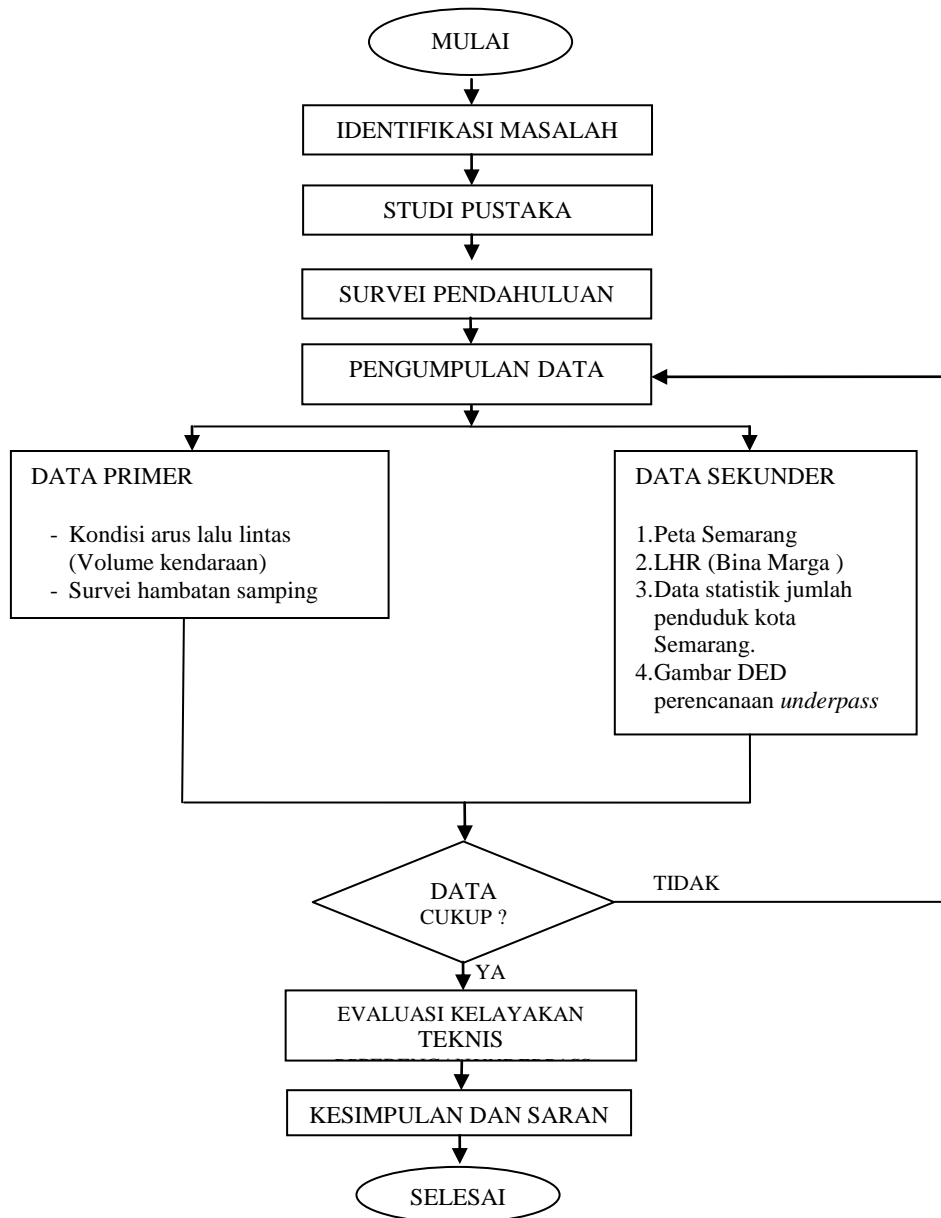 MULAI
IDENTIFIKASI MASALAH
STUDI PUSTAKA
SURVEI PENDAHULUAN
PENGUMPULAN DATA
DATA PRIMER
- Kondisi arus lalu lintas
(Volume kendaraan)
- Survei hambatan samping
DATA SEKUNDER
1.Peta Semarang
2.LHR (Bina Marga )
3.Data statistik jumlah
penduduk kota
Semarang.
4.Gambar DED
perencanaan underpass
DATA
CUKUP ?
TIDAK
YA
EVALUASI KELAYAKAN
TEKNIS
KESIMPULAN DAN SARAN
SELESAI